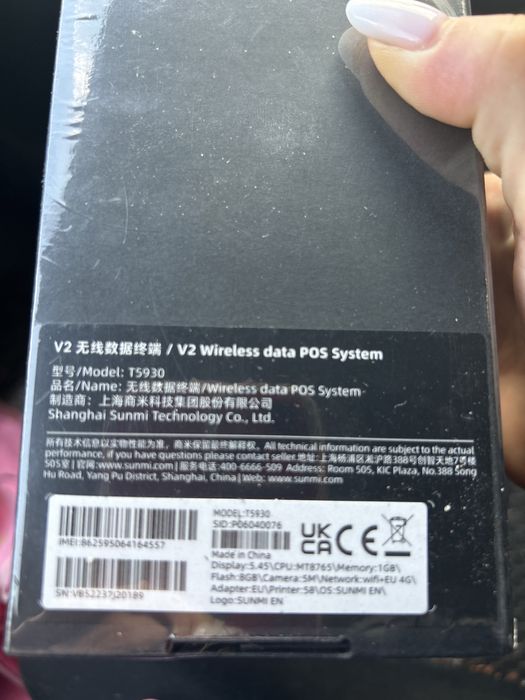 V2 无线数据终端 / V2 Wireless data POS System
型号/Model: T5930
品名/Name: 无线数据终端/Wireless data POS System
制造商: 上海商米科技集团股份有限公司
Shanghai Sunmi Technology Co., Ltd.
所有技术信息以实物性能为准，商米保留最终解释权。All technical information are subject to the actual
performance, if you have questions please contact seller.地址:上海杨浦区淞沪路388号创智天地7号楼
505室 | 官网:www.sunmi.com | 服务电话:400-6666-509 Address: Room 505, KIC Plaza, No.388 Song
Hu Road, Yang Pu District, Shanghai, China | Web: www.sunmi.com
IMEI:862595064164557
SN:VB52237J20189
MODEL:T5930
SID:P06040076
Made in China
Display:5.45\CPU:MT8765\Memory:1GB\
Flash:8GB\Camera:5M\Network:wifi+EU 4G\
Adapter:EU\Printer:58\OS:SUNMI EN\
Logo:SUNMI EN
UK
CA
CE